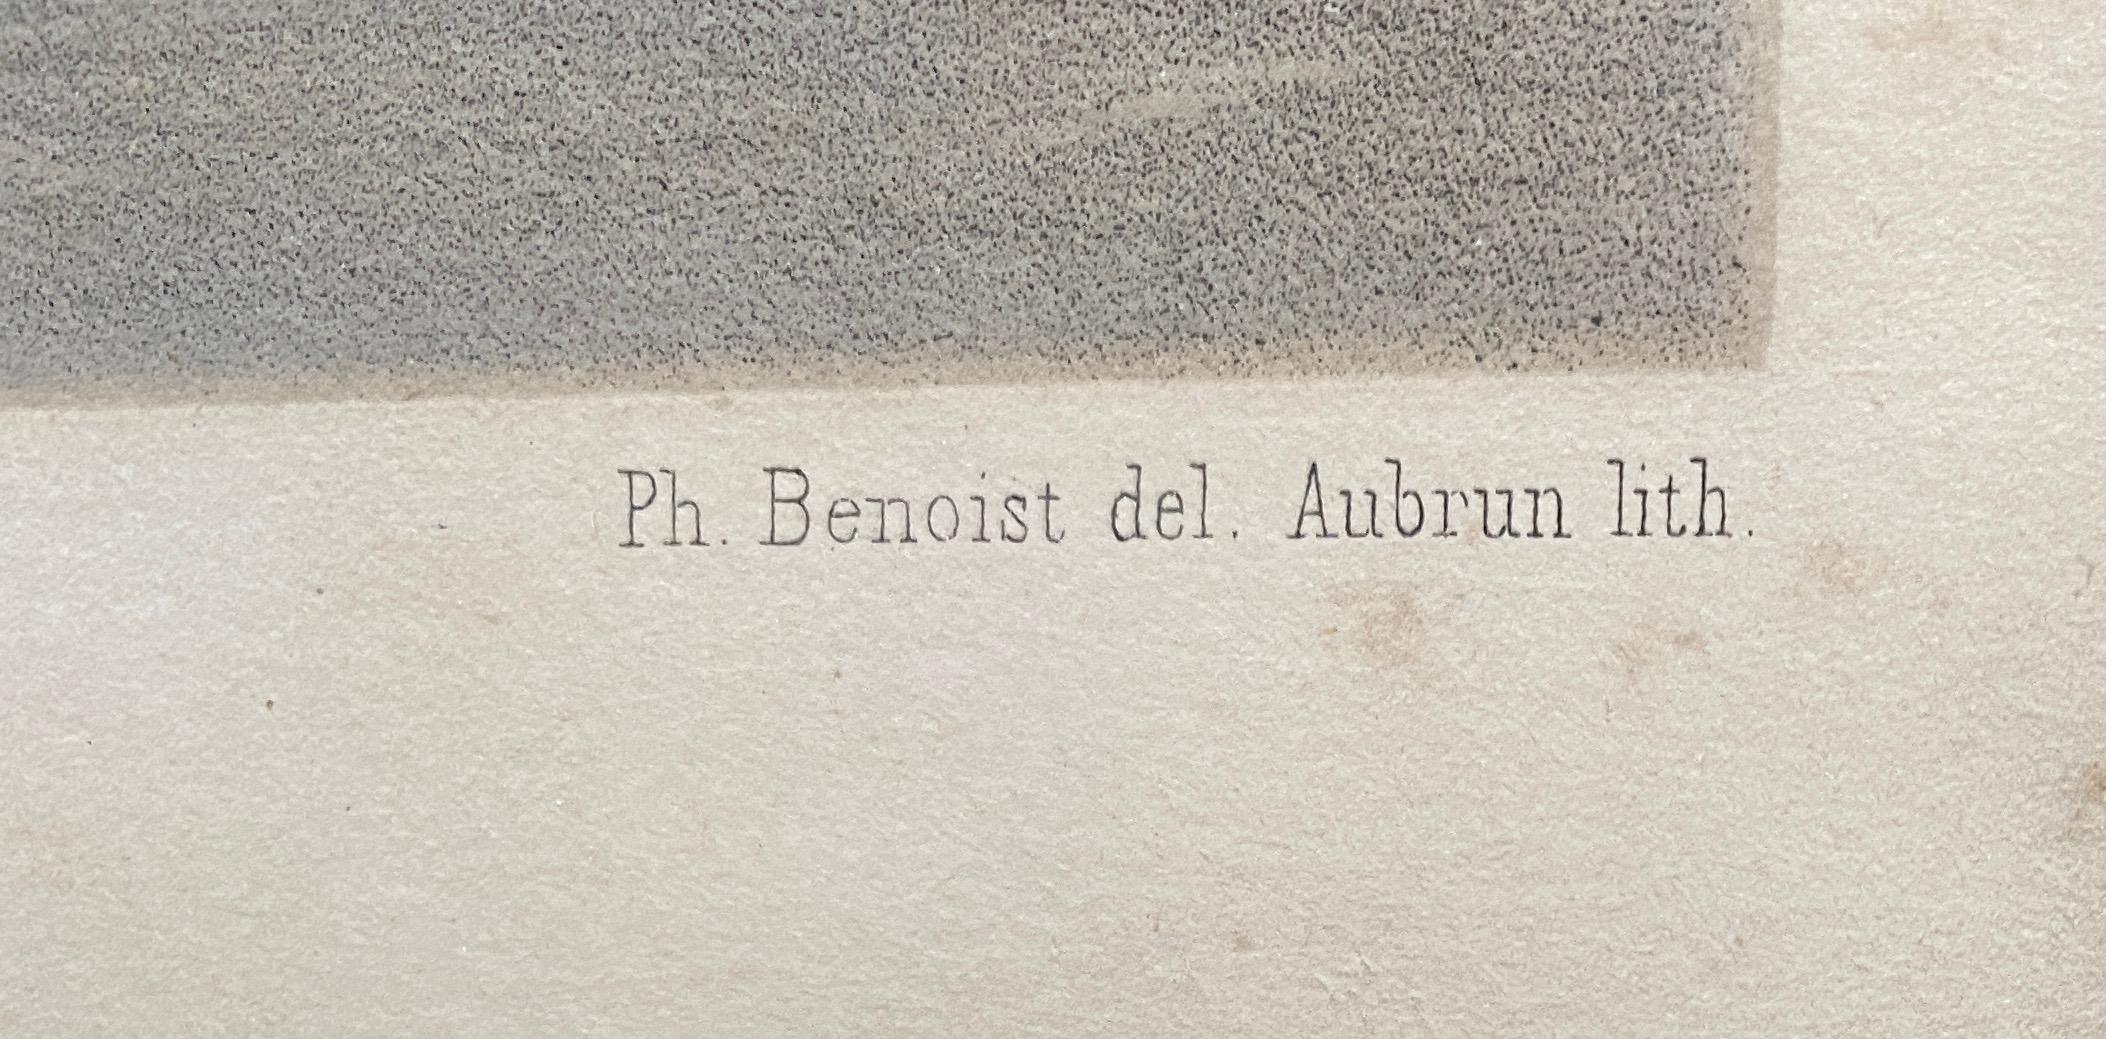 Ph. Benoist del. Aubrun lith.